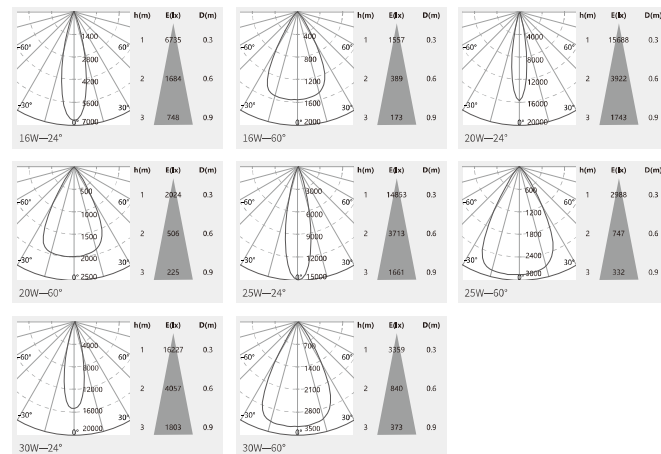 h(m) E(lx) D(m)
1400
60° 60°
1 6735 0.3
2800
4200
2 1684 0.6
5600
30° 30°
0° 7000
3 748 0.9
16W—24°
h(m) E(lx) D(m)
400
60° 60°
1 1557 0.3
800
1200
2 389 0.6
1600
30° 30°
0° 2000
3 173 0.9
16W—60°
h(m) E(lx) D(m)
4000
60° 60°
1 15688 0.3
8000
12000
2 3922 0.6
16000
30° 30°
0° 20000
3 1743 0.9
20W—24°
h(m) E(lx) D(m)
500
60° 60°
1 2024 0.3
1000
1500
2 506 0.6
2000
30° 30°
0° 2500
3 225 0.9
20W—60°
h(m) E(lx) D(m)
3000
60° 60°
1 14853 0.3
6000
9000
2 3713 0.6
12000
30° 30°
0° 15000
3 1661 0.9
25W—24°
h(m) E(lx) D(m)
600
60° 60°
1 2988 0.3
1200
1800
2 747 0.6
2400
30° 30°
0° 3000
3 332 0.9
25W—60°
h(m) E(lx) D(m)
4000
60° 60°
1 16227 0.3
8000
12000
2 4057 0.6
16000
30° 30°
0° 20000
3 1803 0.9
30W—24°
h(m) E(lx) D(m)
700
60° 60°
1 3359 0.3
1400
2100
2 840 0.6
2800
30° 30°
0° 3500
3 373 0.9
30W—60°